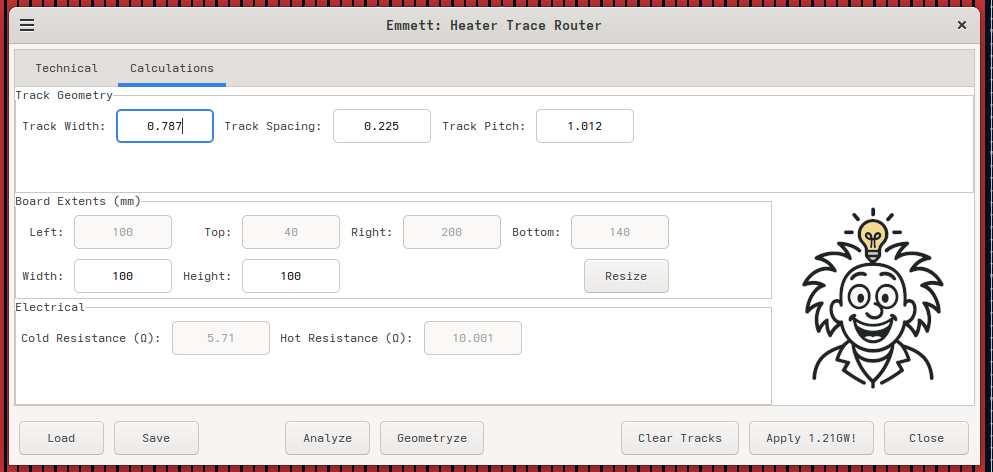 Emmett: Heater Trace Router
Technical Calculations
Track Geometry
Track Width: 0.787 Track Spacing: 0.225 Track Pitch: 1.012
Board Extents (mm)
Left: 100 Top: 40 Right: 200 Bottom: 140
Width: 100 Height: 100 Resize
Electrical
Cold Resistance (Ω): 5.71 Hot Resistance (Ω): 10.001
Load Save Analyze Geometryze Clear Tracks Apply 1.21GW! Close